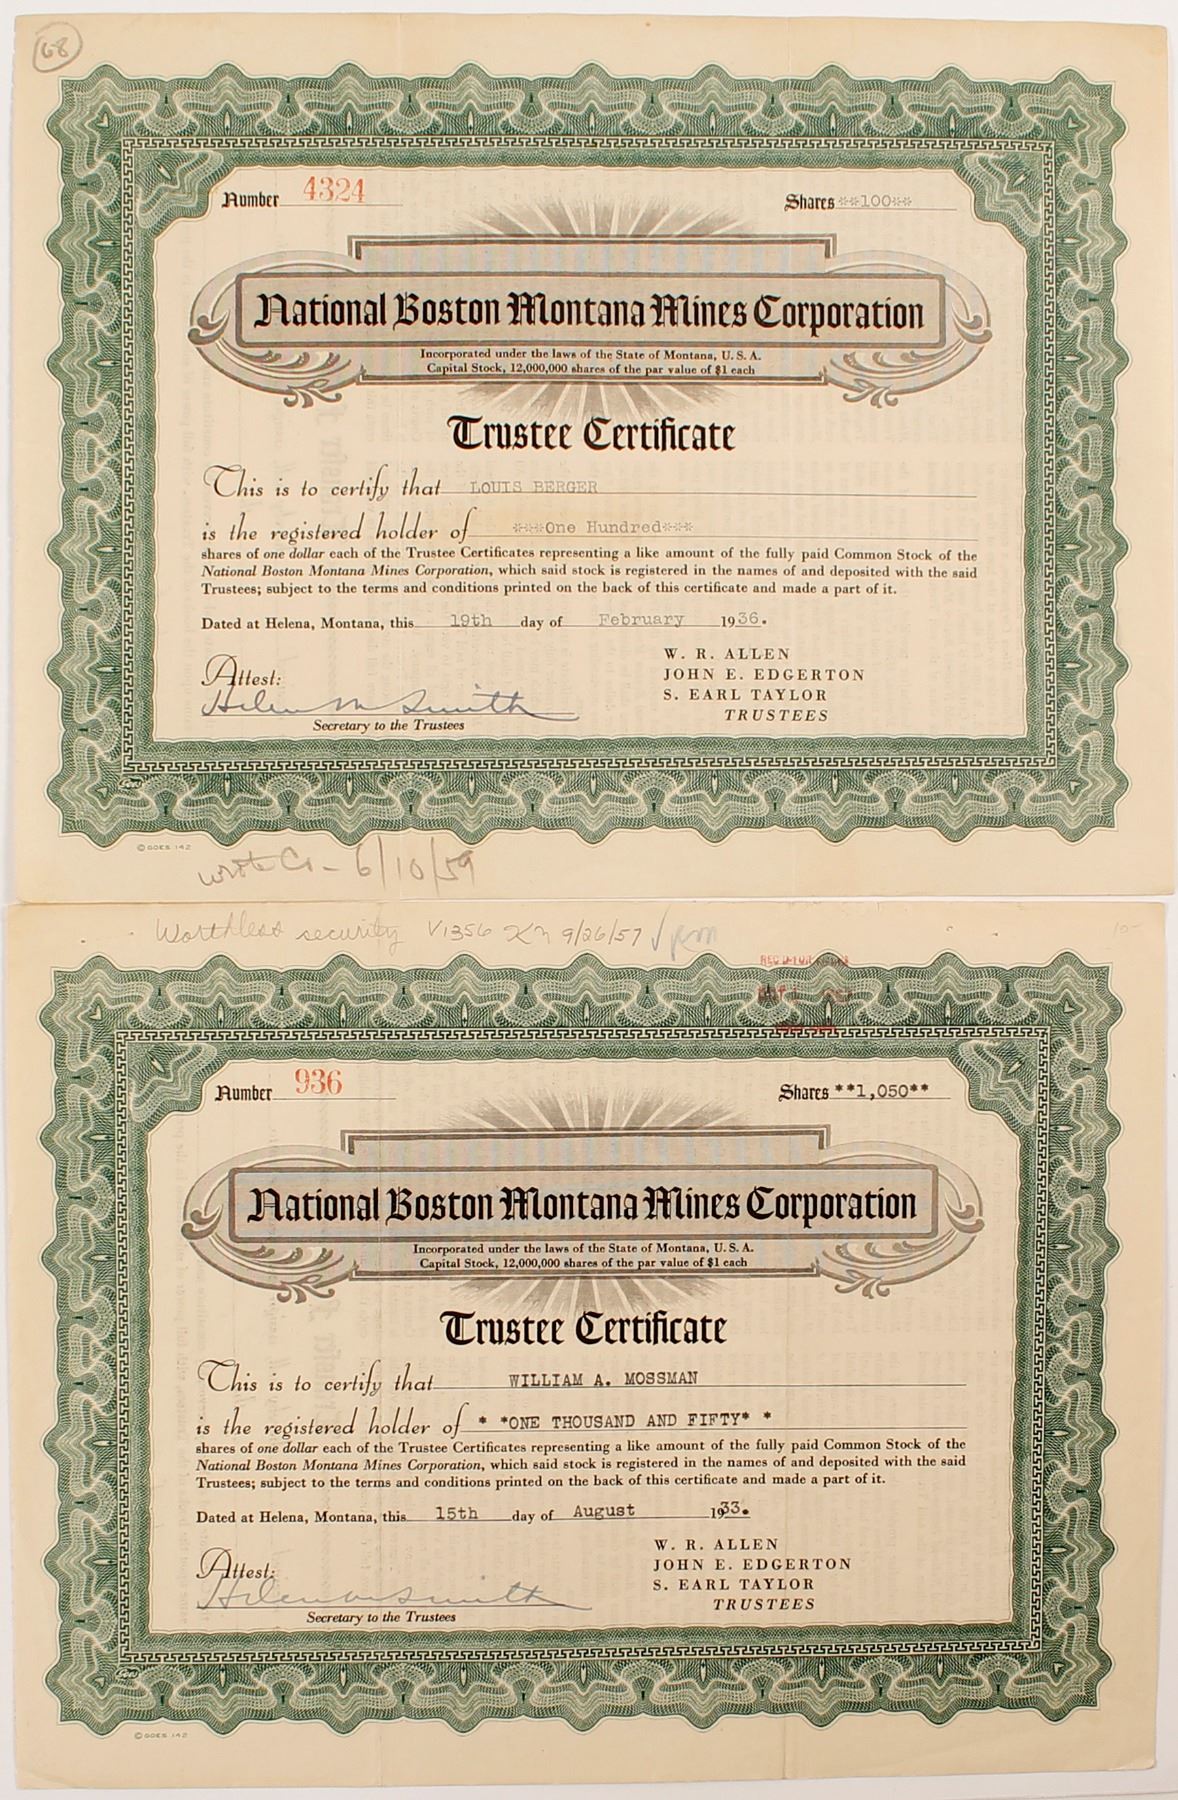 68
Number 4324
Shares **100**
National Boston Montana Mines Corporation
Incorporated under the laws of the State of Montana, U. S. A.
Capital Stock, 12,000,000 shares of the par value of $1 each
Trustee Certificate
This is to certify that LOUIS BERGER
is the registered holder of ***One Hundred***
shares of one dollar each of the Trustee Certificates representing a like amount of the fully paid Common Stock of the
National Boston Montana Mines Corporation, which said stock is registered in the names of and deposited with the said
Trustees; subject to the terms and conditions printed on the back of this certificate and made a part of it.
Dated at Helena, Montana, this 19th day of February 1936.
W. R. ALLEN
JOHN E. EDGERTON
S. EARL TAYLOR
TRUSTEES
Attest:
Helen M Smith
Secretary to the Trustees
Goes
© GOES 142
wrote Co - 6/10/59
Worthless security V1356 9/26/57
10-
Number 936
Shares **1,050**
National Boston Montana Mines Corporation
Incorporated under the laws of the State of Montana, U. S. A.
Capital Stock, 12,000,000 shares of the par value of $1 each
Trustee Certificate
This is to certify that WILLIAM A. MOSSMAN
is the registered holder of * *ONE THOUSAND AND FIFTY* *
shares of one dollar each of the Trustee Certificates representing a like amount of the fully paid Common Stock of the
National Boston Montana Mines Corporation, which said stock is registered in the names of and deposited with the said
Trustees; subject to the terms and conditions printed on the back of this certificate and made a part of it.
Dated at Helena, Montana, this 15th day of August 1933.
W. R. ALLEN
JOHN E. EDGERTON
S. EARL TAYLOR
TRUSTEES
Attest:
Helen M Smith
Secretary to the Trustees
Goes
© GOES 142